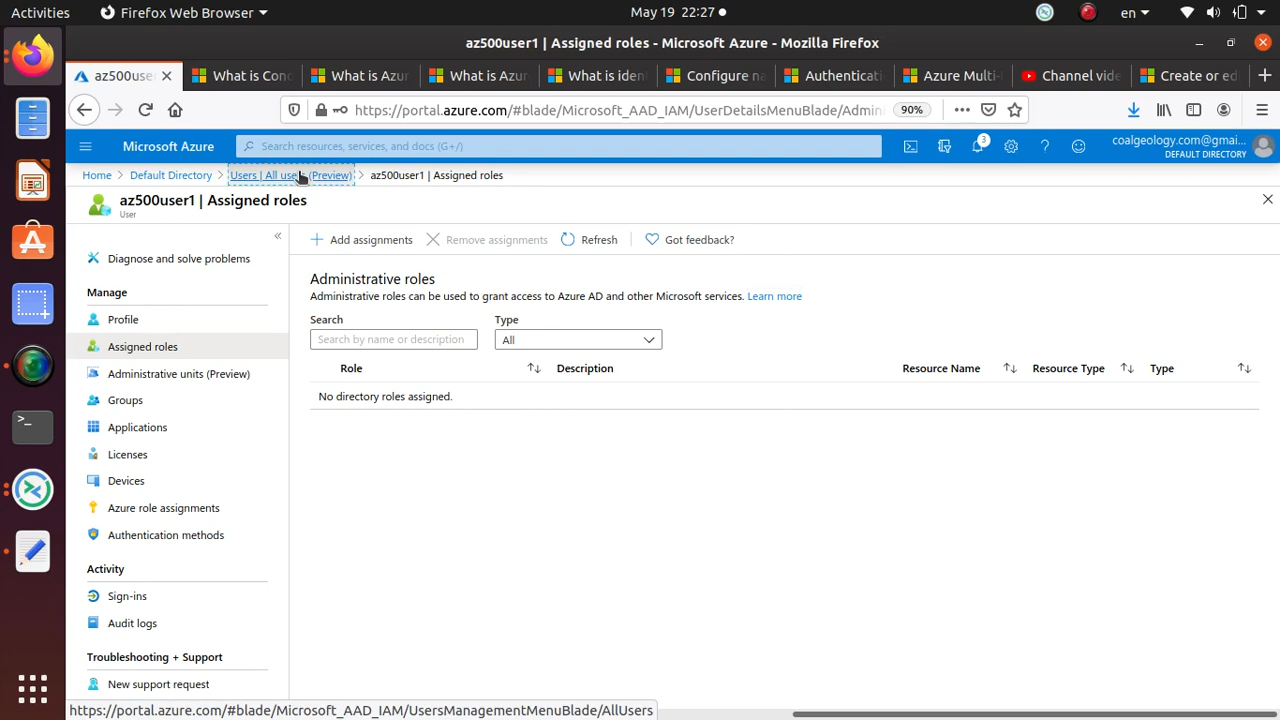 Activities Firefox Web Browser May 19 22:27 en
az500user1 | Assigned roles - Microsoft Azure - Mozilla Firefox
az500user What is Con What is Azur What is Azu What is iden Configure na Authenticat Azure Multi- Channel vide Create or ed
https://portal.azure.com/#blade/Microsoft_AAD_IAM/UserDetailsMenuBlade/Admin 90%
Microsoft Azure Search resources, services, and docs (G+/) 3 coalgeology.com@gmai...
DEFAULT DIRECTORY
Home Default Directory Users | All users (Preview) az500user1 | Assigned roles
az500user1 | Assigned roles
User
Add assignments Remove assignments Refresh Got feedback?
Diagnose and solve problems
Manage
Profile
Assigned roles
Administrative units (Preview)
Groups
Applications
Licenses
Devices
Azure role assignments
Authentication methods
Activity
Sign-ins
Audit logs
Troubleshooting + Support
New support request
Administrative roles
Administrative roles can be used to grant access to Azure AD and other Microsoft services. Learn more
Search Type
Search by name or description All
Role Description Resource Name Resource Type Type
No directory roles assigned.
https://portal.azure.com/#blade/Microsoft_AAD_IAM/UsersManagementMenuBlade/AllUsers